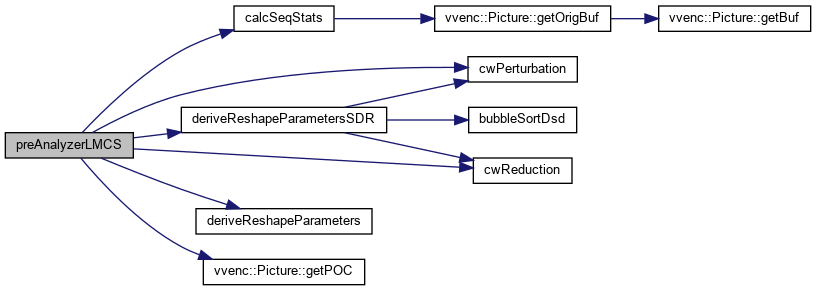 calcSeqStats
vvenc::Picture::getOrigBuf
vvenc::Picture::getBuf
cwPerturbation
deriveReshapeParametersSDR
bubbleSortDsd
preAnalyzerLMCS
cwReduction
deriveReshapeParameters
vvenc::Picture::getPOC